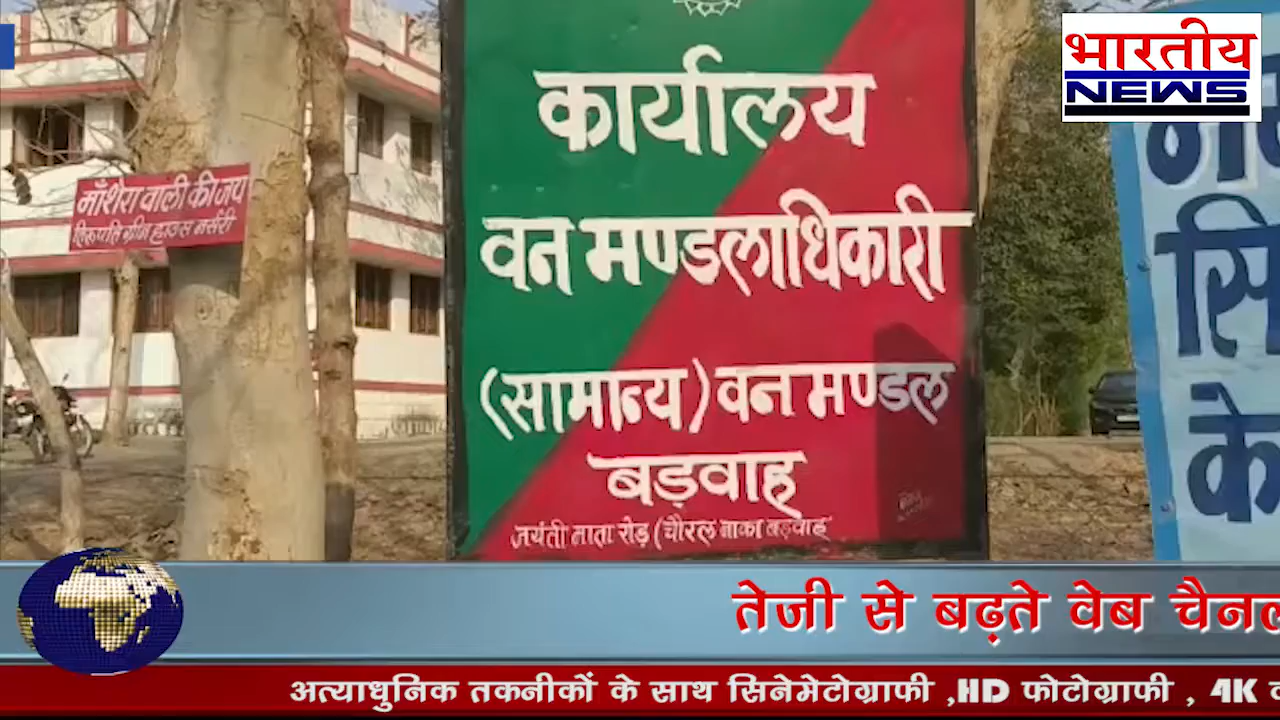 भारतीय
NEWS
कार्यालय
वन मण्डलाधिकारी
(सामान्य) वन मण्डल
बड़वाह
जयंती माता रोड़ (चौरल नाका बड़वाह
माँ शेरा वाली की जय
तिरूपति ग्रीन हाउस नर्सरी
सि
के
तेजी से बढ़ते वेब चैनल
अत्याधुनिक तकनीकों के साथ सिनेमेटोग्राफी ,HD फोटोग्राफी , 4K